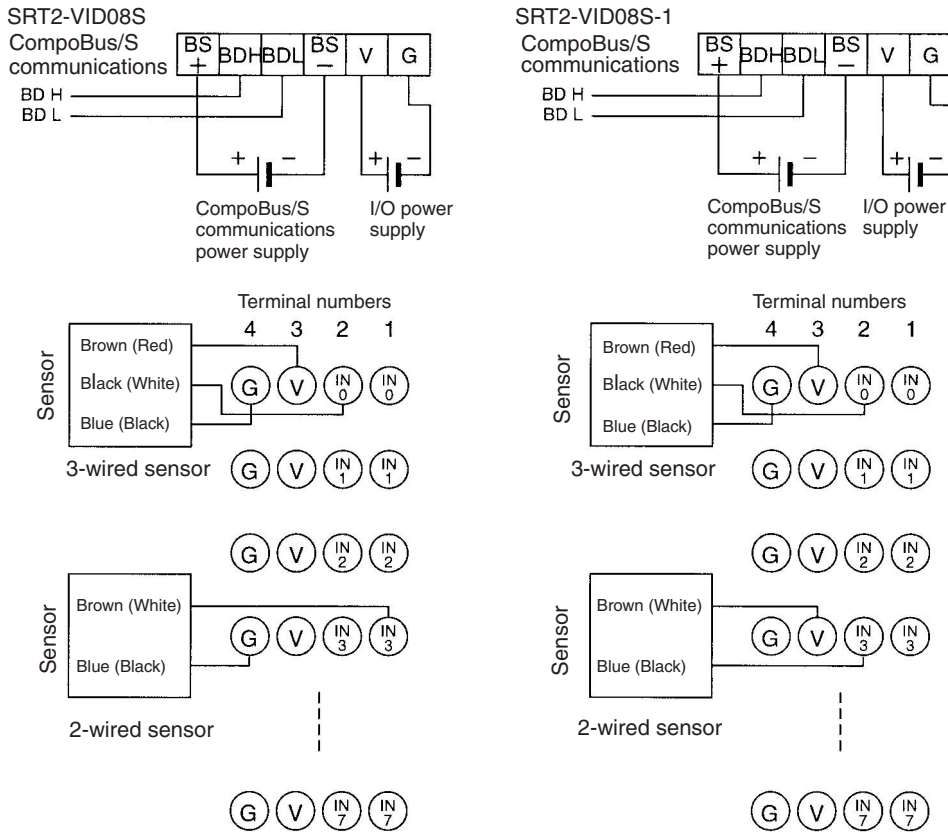 SRT2-VID08S
CompoBus/S
communications
BS + BDH BDL BS − V G
BD H
BD L
+ − + −
CompoBus/S
communications
power supply
I/O power
supply
Terminal numbers
4 3 2 1
Sensor
Brown (Red)
Black (White)
Blue (Black)
G V IN 0 IN 0
3-wired sensor
G V IN 1 IN 1
G V IN 2 IN 2
Sensor
Brown (White)
Blue (Black)
G V IN 3 IN 3
2-wired sensor
G V IN 7 IN 7
SRT2-VID08S-1
CompoBus/S
communications
BS + BDH BDL BS − V G
BD H
BD L
+ − + −
CompoBus/S
communications
power supply
I/O power
supply
Terminal numbers
4 3 2 1
Sensor
Brown (Red)
Black (White)
Blue (Black)
G V IN 0 IN 0
3-wired sensor
G V IN 1 IN 1
G V IN 2 IN 2
Sensor
Brown (White)
Blue (Black)
G V IN 3 IN 3
2-wired sensor
G V IN 7 IN 7